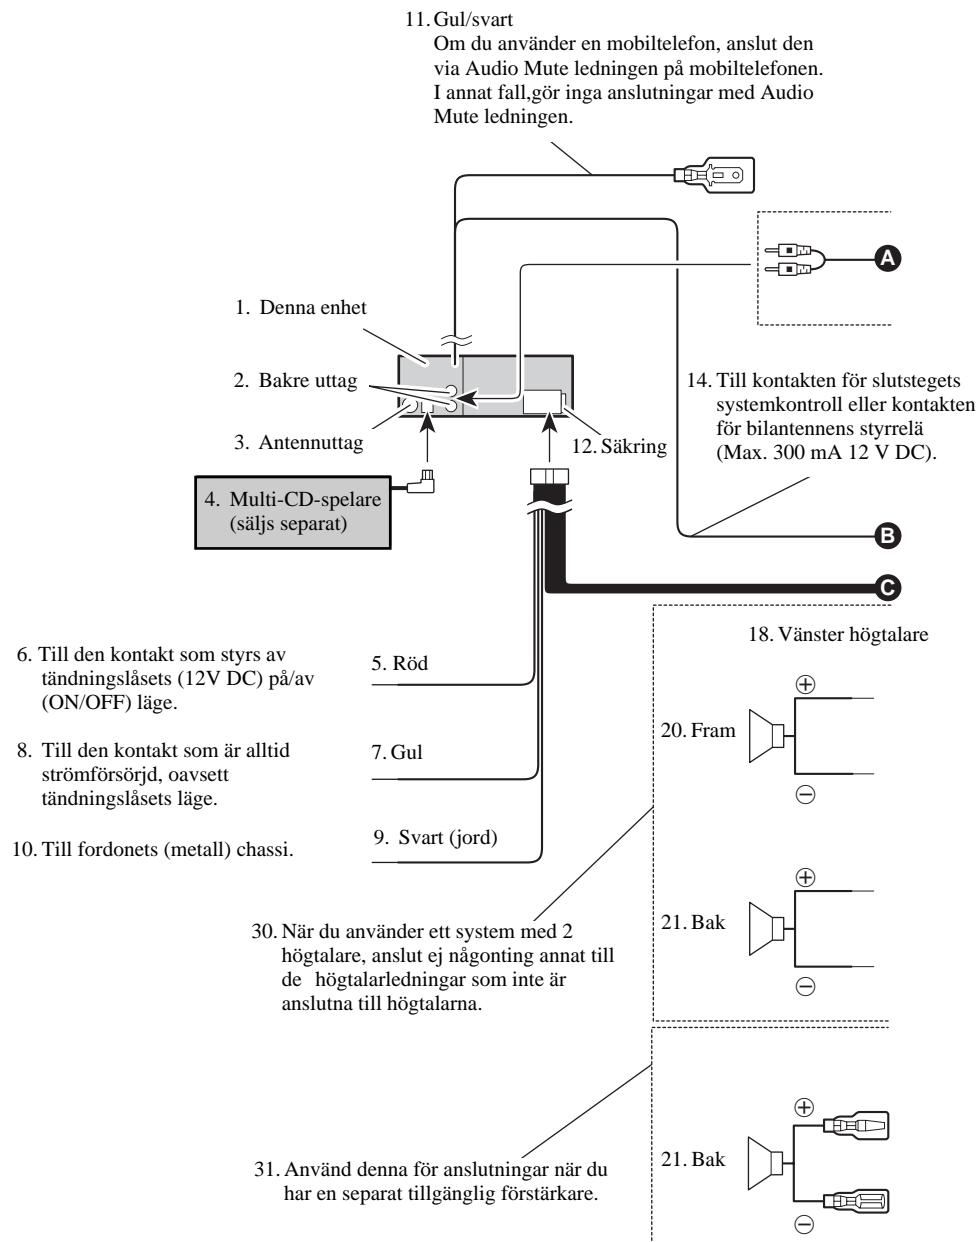 11. Gul/svart
Om du använder en mobiltelefon, anslut den
via Audio Mute ledningen på mobiltelefonen.
I annat fall,gör inga anslutningar med Audio
Mute ledningen.
A
1. Denna enhet
2. Bakre uttag
3. Antennuttag
12. Säkring
14. Till kontakten för slutstegets
systemkontroll eller kontakten
för bilantennens styrrelä
(Max. 300 mA 12 V DC).
4. Multi-CD-spelare
(säljs separat)
B
C
6. Till den kontakt som styrs av
tändningslåsets (12V DC) på/av
(ON/OFF) läge.
5. Röd
18. Vänster högtalare
+
20. Fram
−
8. Till den kontakt som är alltid
strömförsörjd, oavsett
tändningslåsets läge.
7. Gul
10. Till fordonets (metall) chassi.
9. Svart (jord)
+
21. Bak
−
30. När du använder ett system med 2
högtalare, anslut ej någonting annat till
de högtalarledningar som inte är
anslutna till högtalarna.
31. Använd denna för anslutningar när du
har en separat tillgänglig förstärkare.
+
21. Bak
−